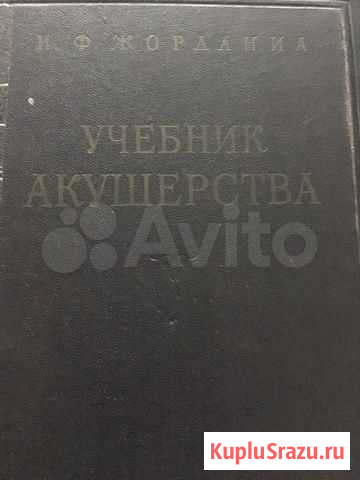 И. Ф. ЖОРДАНИА
УЧЕБНИК
АКУШЕРСТВА
Avito
KupluSrazu.ru